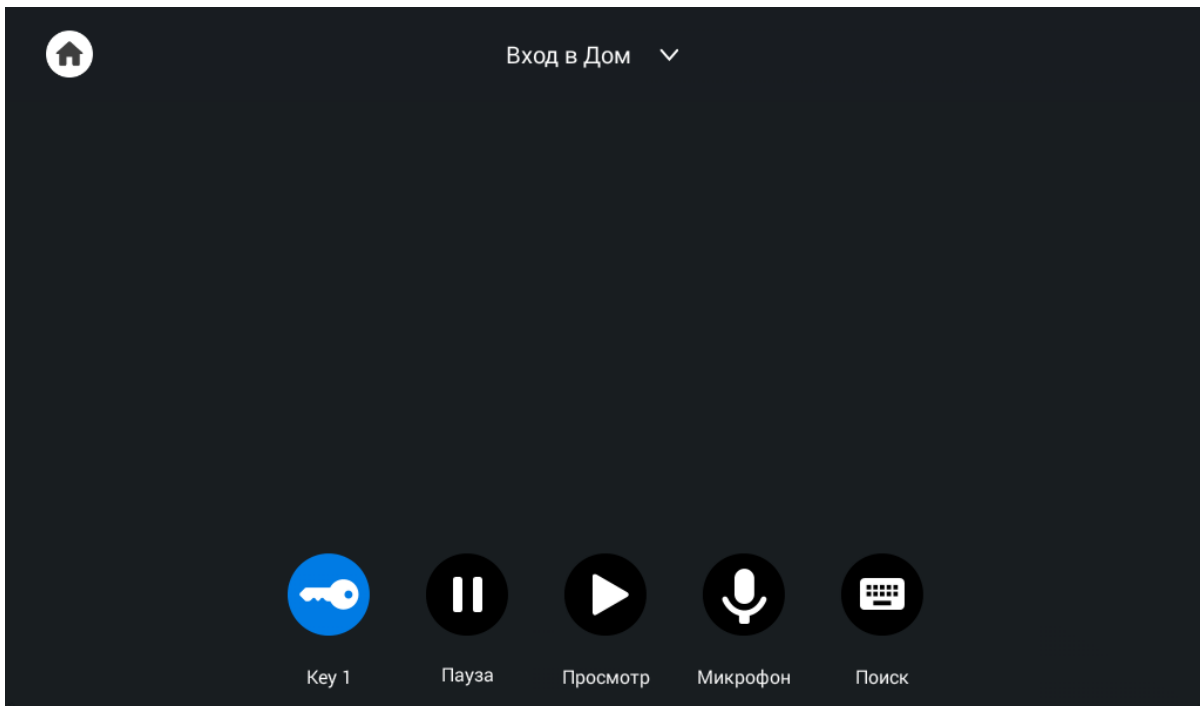 Вход в Дом
Key 1
Пауза
Просмотр
Микрофон
Поиск